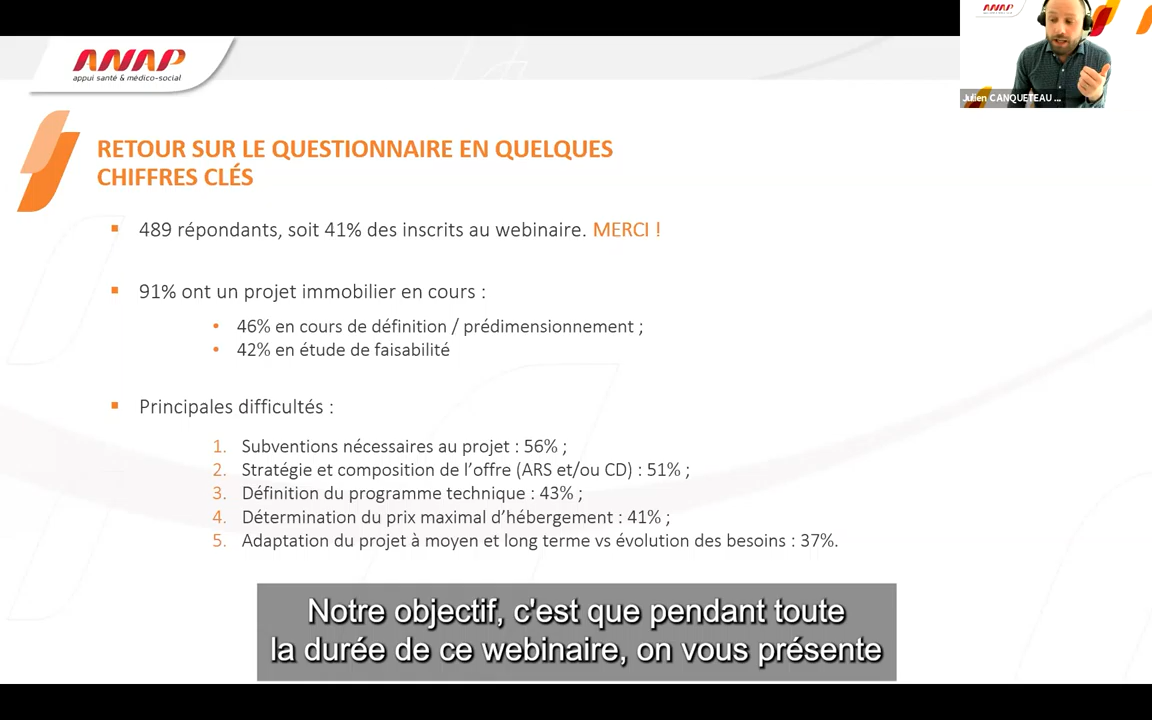 ANAP
appui santé & médico-social
ANAP
Julien CANQUETEAU ...
RETOUR SUR LE QUESTIONNAIRE EN QUELQUES
CHIFFRES CLÉS
▪ 489 répondants, soit 41% des inscrits au webinaire. MERCI !
▪ 91% ont un projet immobilier en cours :
• 46% en cours de définition / prédimensionnement ;
• 42% en étude de faisabilité
▪ Principales difficultés :
1. Subventions nécessaires au projet : 56% ;
2. Stratégie et composition de l’offre (ARS et/ou CD) : 51% ;
3. Définition du programme technique : 43% ;
4. Détermination du prix maximal d’hébergement : 41% ;
5. Adaptation du projet à moyen et long terme vs évolution des besoins : 37%.
Notre objectif, c'est que pendant toute
la durée de ce webinaire, on vous présente